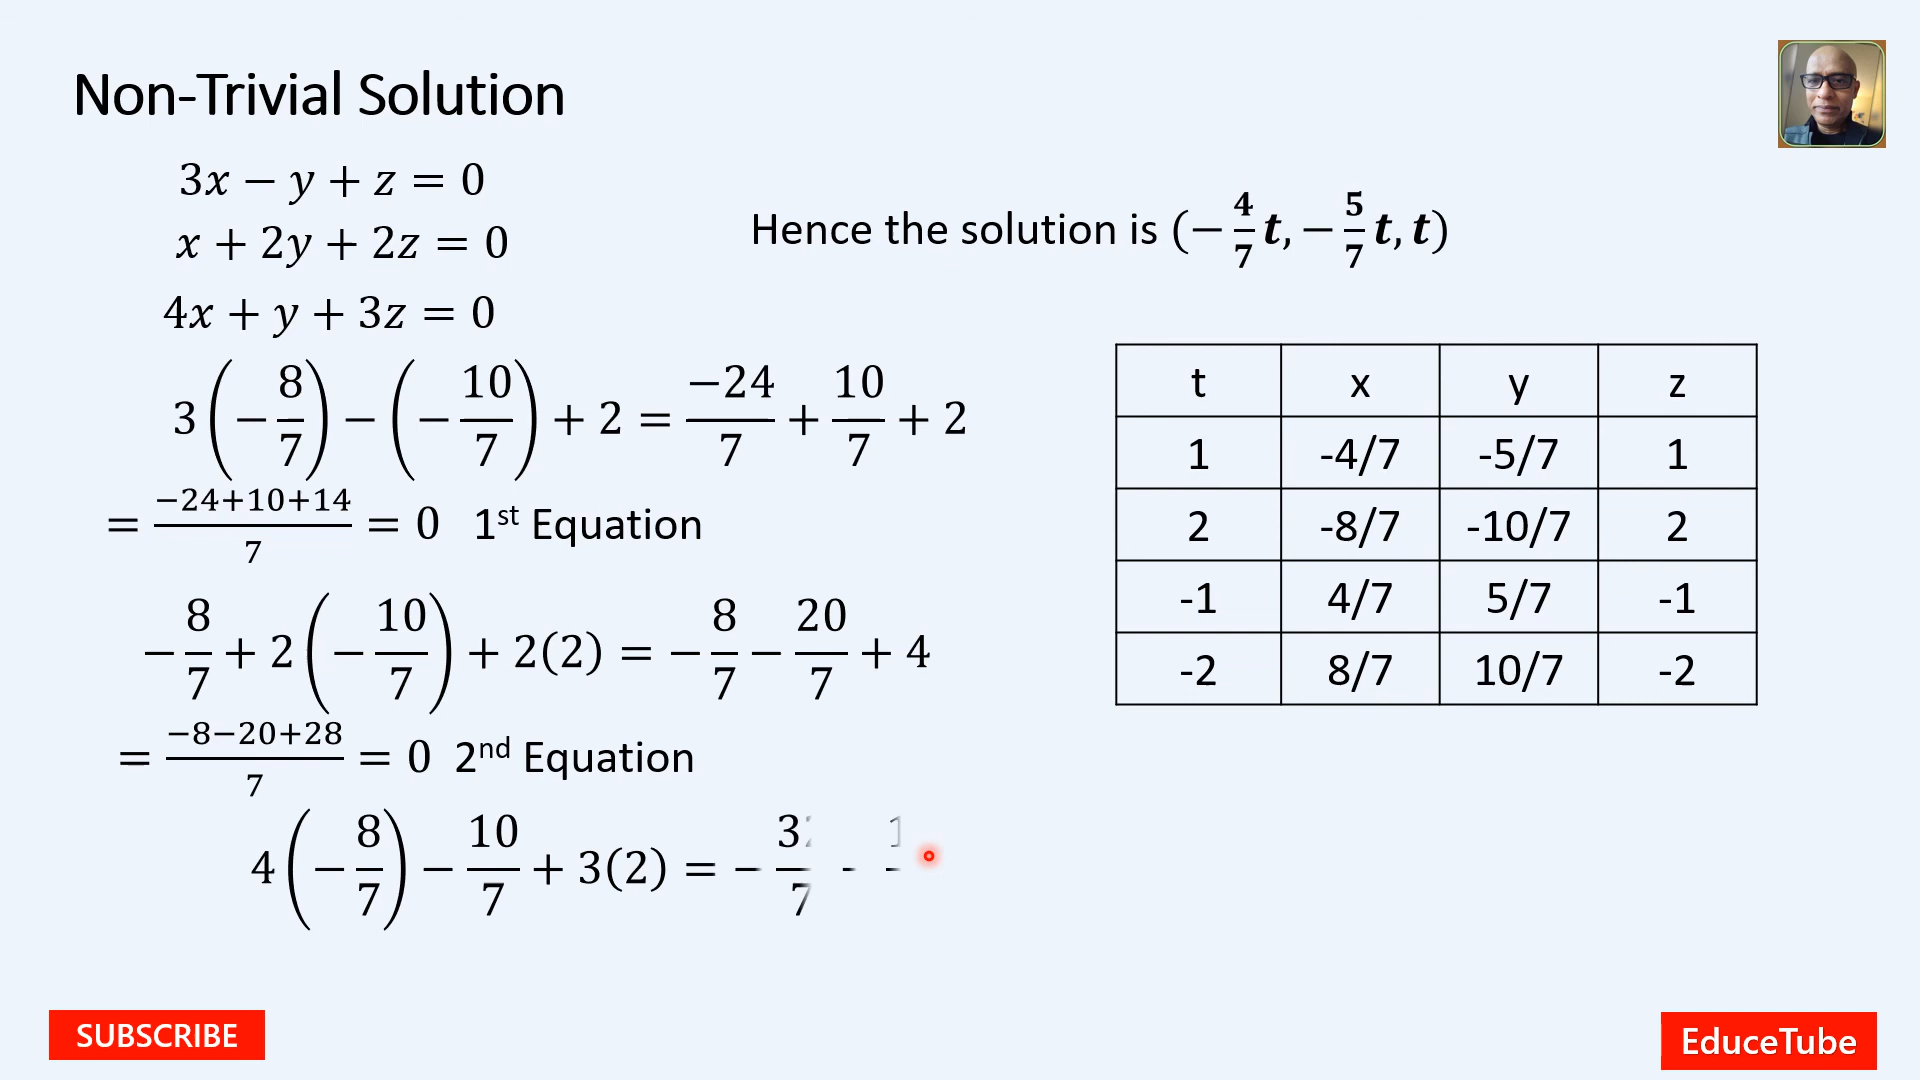 Non-Trivial Solution
3x − y + z = 0
x + 2y + 2z = 0
4x + y + 3z = 0
Hence the solution is (−4/7 t, −5/7 t, t)
3(−8/7) − (−10/7) + 2 = −24/7 + 10/7 + 2
= −24+10+14/7 = 0 1st Equation
−8/7 + 2(−10/7) + 2(2) = −8/7 − 20/7 + 4
= −8−20+28/7 = 0 2nd Equation
4(−8/7) − 10/7 + 3(2) = −
t x y z
1 -4/7 -5/7 1
2 -8/7 -10/7 2
-1 4/7 5/7 -1
-2 8/7 10/7 -2
SUBSCRIBE
EduceTube